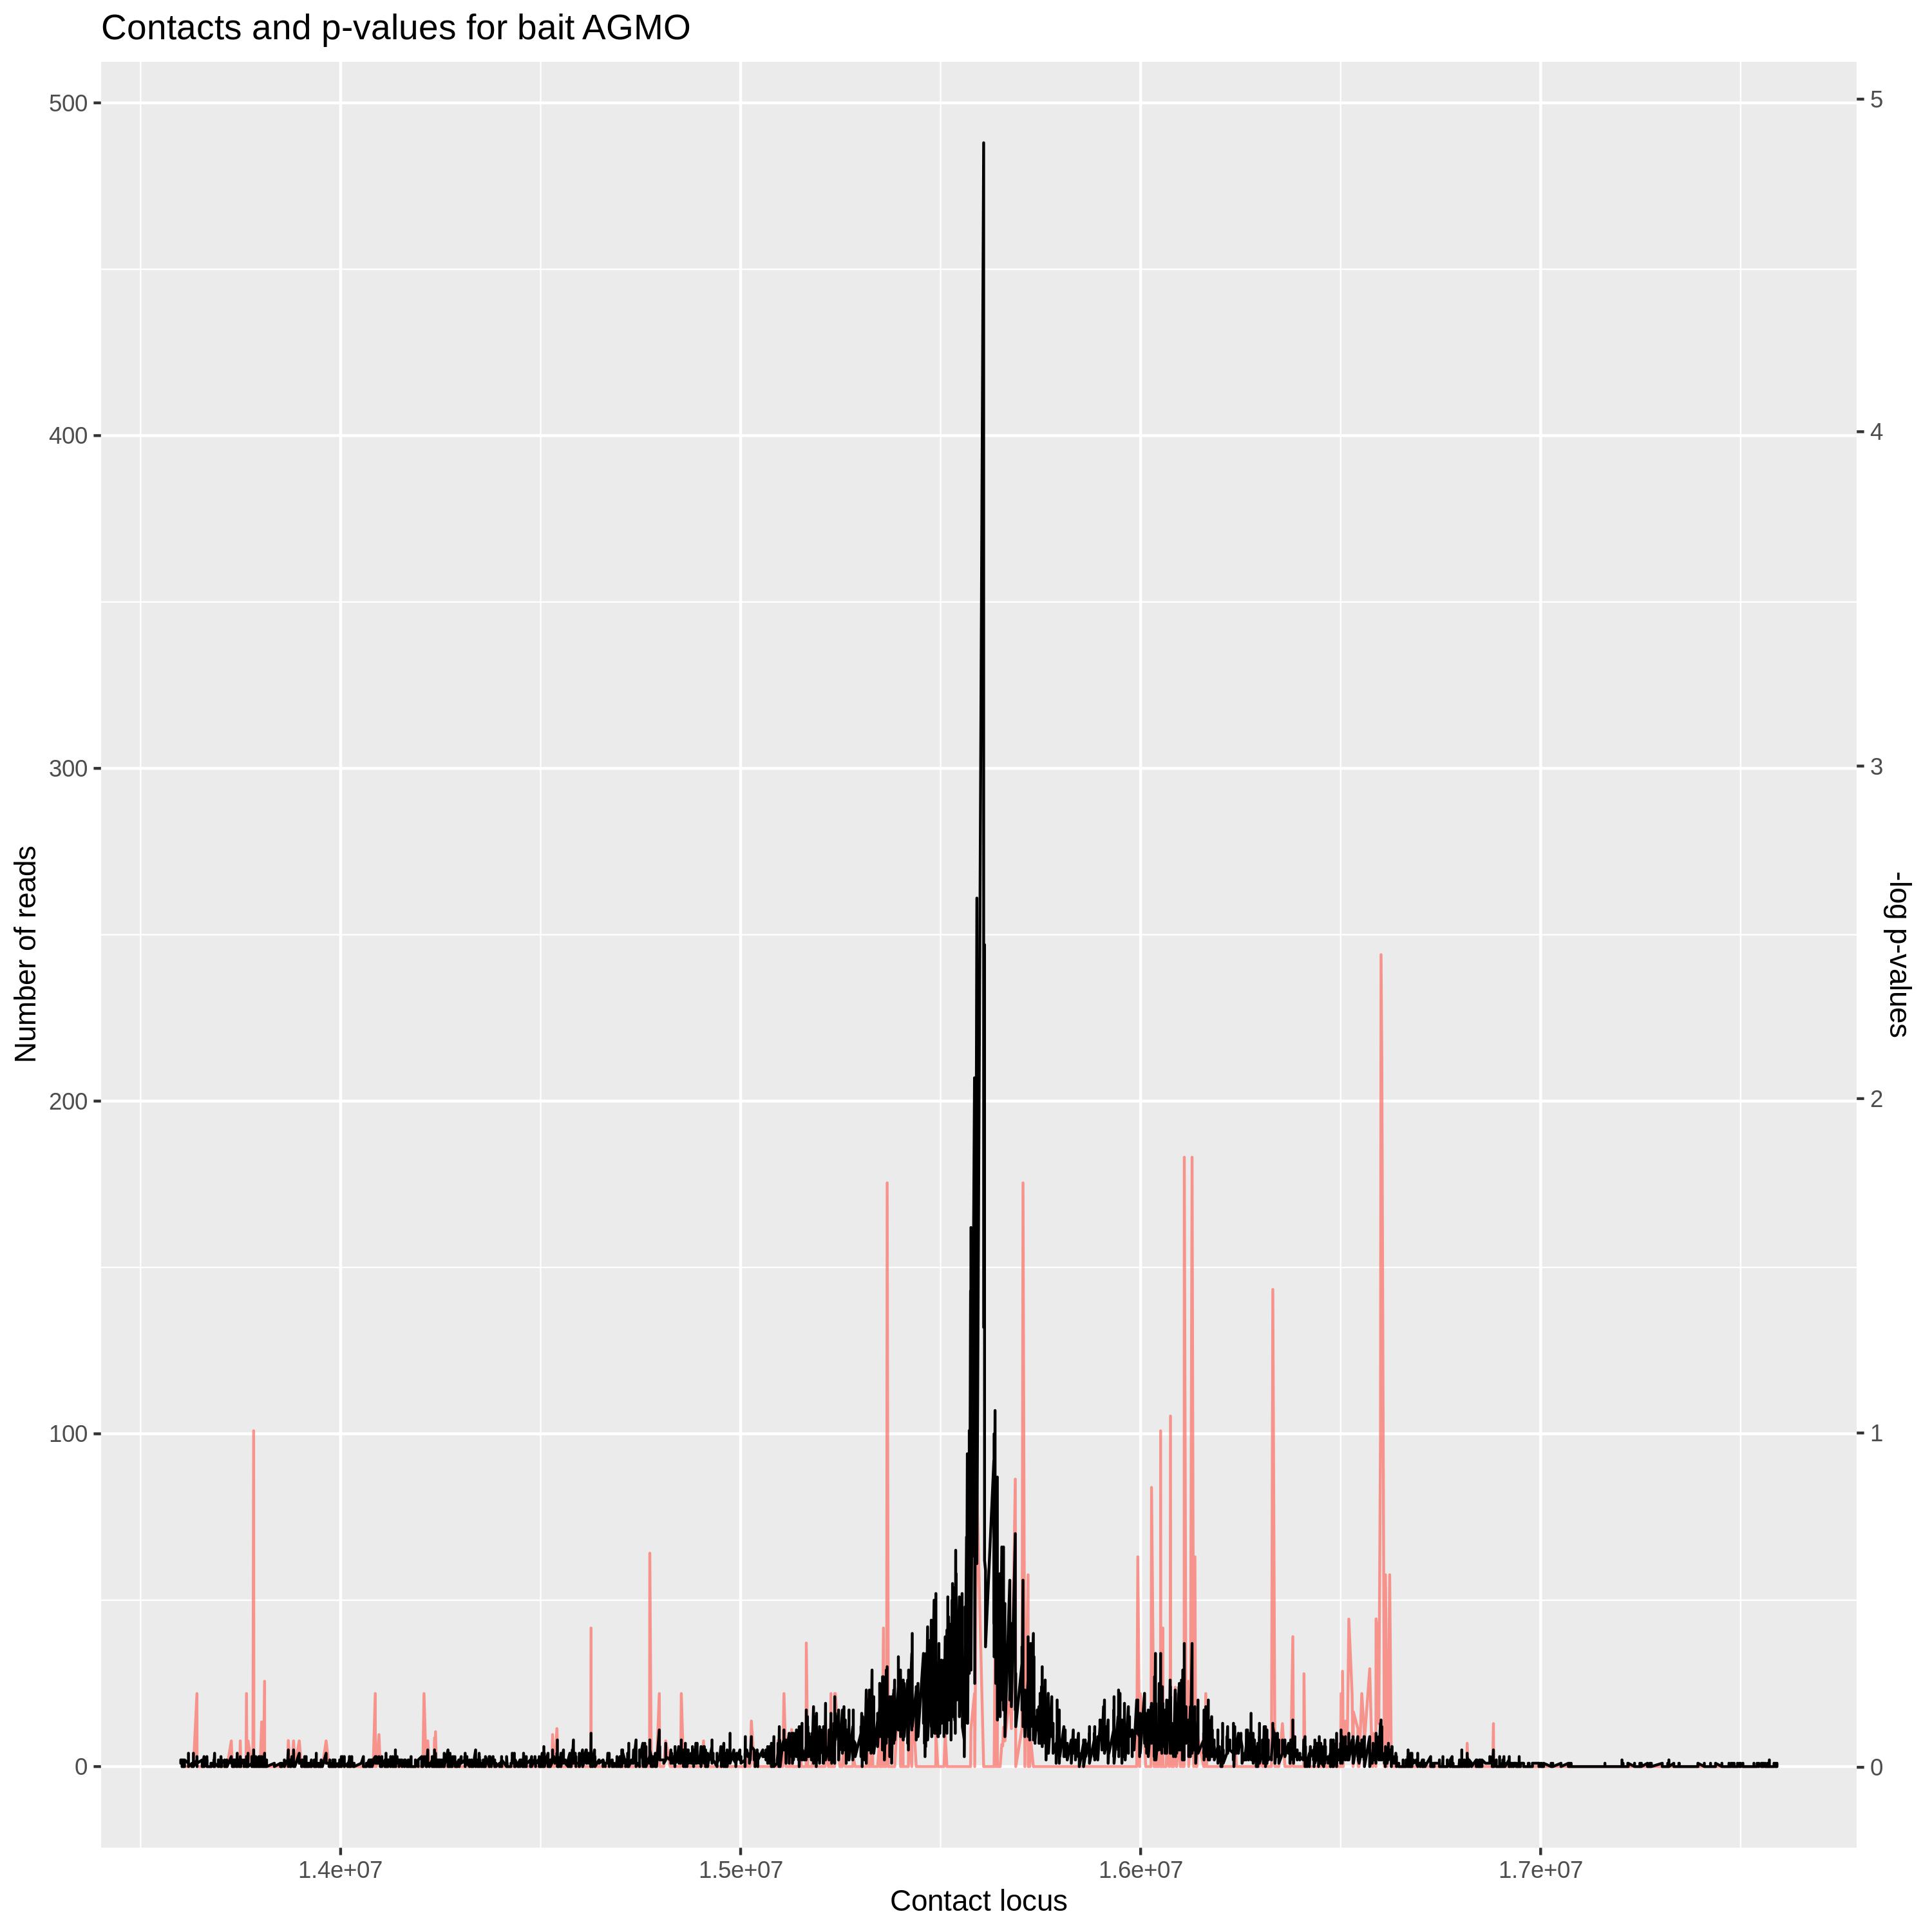 Contacts and p-values for bait AGMO
500
400
300
200
100
0
Number of reads
5
4
3
2
1
0
-log p-values
1.4e+07
1.5e+07
1.6e+07
1.7e+07
Contact locus